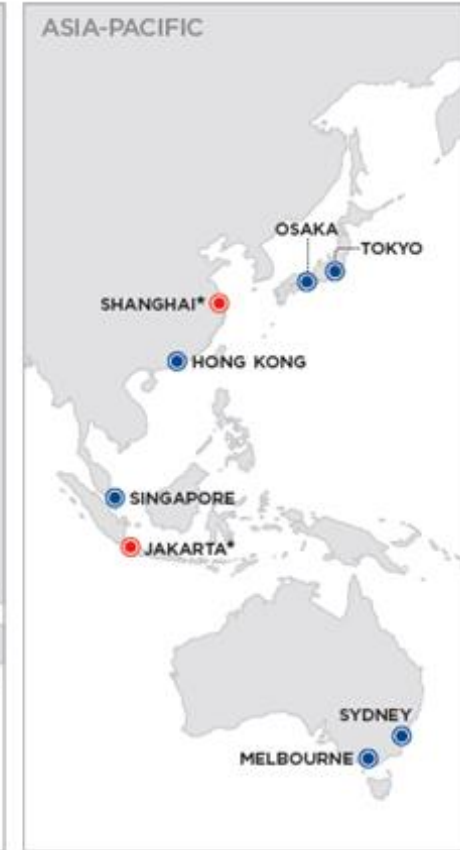 ASIA-PACIFIC
OSAKA
TOKYO
SHANGHAI*
HONG KONG
SINGAPORE
JAKARTA*
SYDNEY
MELBOURNE